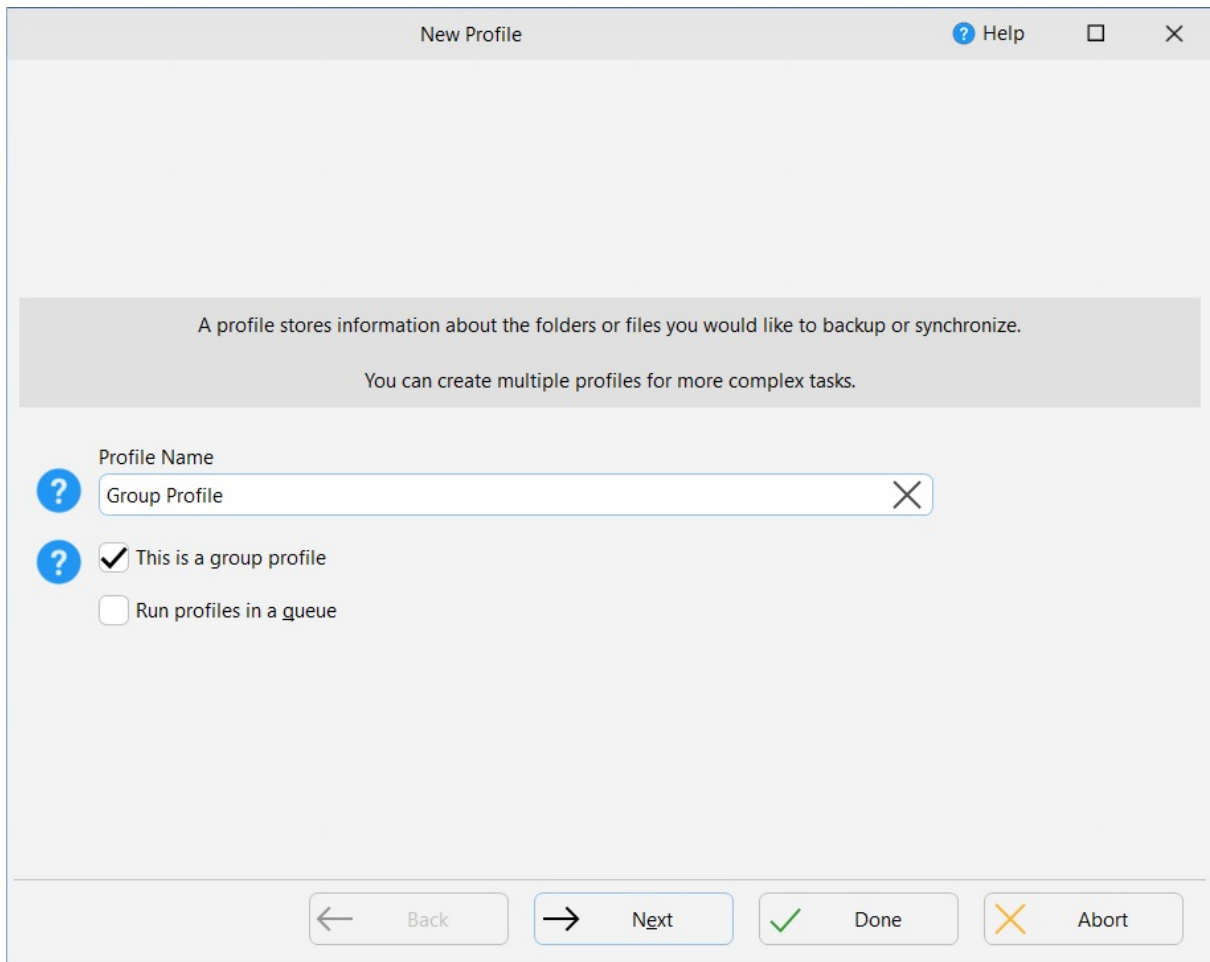 New Profile
Help
A profile stores information about the folders or files you would like to backup or synchronize.
You can create multiple profiles for more complex tasks.
Profile Name
Group Profile
This is a group profile
Run profiles in a queue
Back
Next
Done
Abort